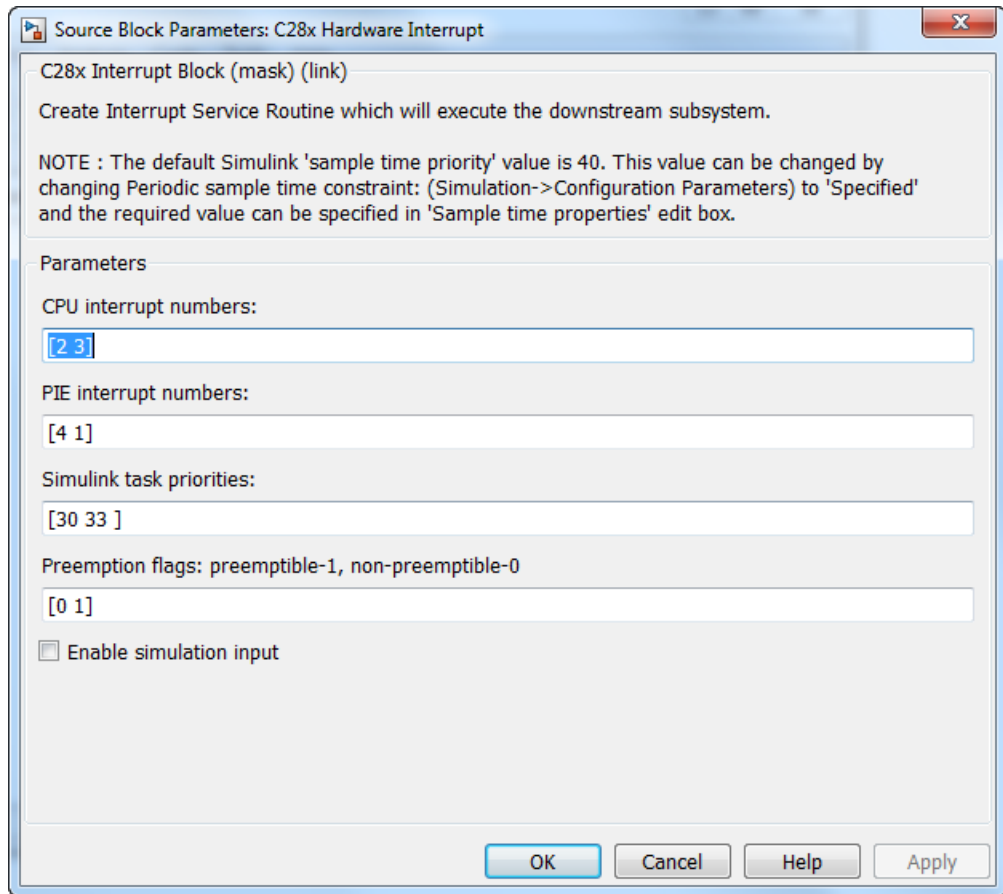 Source Block Parameters: C28x Hardware Interrupt
X
C28x Interrupt Block (mask) (link)
Create Interrupt Service Routine which will execute the downstream subsystem.
NOTE : The default Simulink 'sample time priority' value is 40. This value can be changed by
changing Periodic sample time constraint: (Simulation->Configuration Parameters) to 'Specified'
and the required value can be specified in 'Sample time properties' edit box.
Parameters
CPU interrupt numbers:
[2 3]
PIE interrupt numbers:
[4 1]
Simulink task priorities:
[30 33 ]
Preemption flags: preemptible-1, non-preemptible-0
[0 1]
Enable simulation input
OK Cancel Help Apply